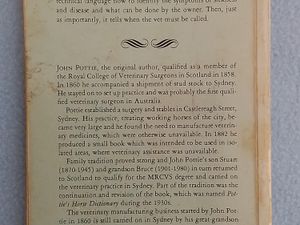 technical language how to identify the symptoms of sickness
and disease and what can be done by the owner. Then, just
as importantly, it tells when the vet must be called.
JOHN POTTIE, the original author, qualified as a member of
the Royal College of Veterinary Surgeons in Scotland in 1858.
In 1860 he accompanied a shipment of stud stock to Sydney.
He stayed on to set up practice and was probably the first quali-
fied veterinary surgeon in Australia
Pottie established a surgery and stables in Castlereagh Street,
Sydney. His practice, treating working horses of the city, be-
came very large and he found the need to manufacture veterin-
ary medicines, which were otherwise unavailable. In 1882 he
produced a small book which was intended to be used in iso-
lated areas, where veterinary assistance was unavailable.
Family tradition proved strong and John Pottie's son Stuart
(1870-1945) and grandson Bruce (1901-1980) in turn returned
to Scotland to qualify for the MRCVS degree and carried on the
veterinary practice in Sydney. Part of the tradition was the
continuation and revision of the book, which was named Pot-
tie's Horse Dictionary during the 1930s.
The veterinary manufacturing business started by John Pottie
in 1860 is still carried on in Sydney by his great grandson